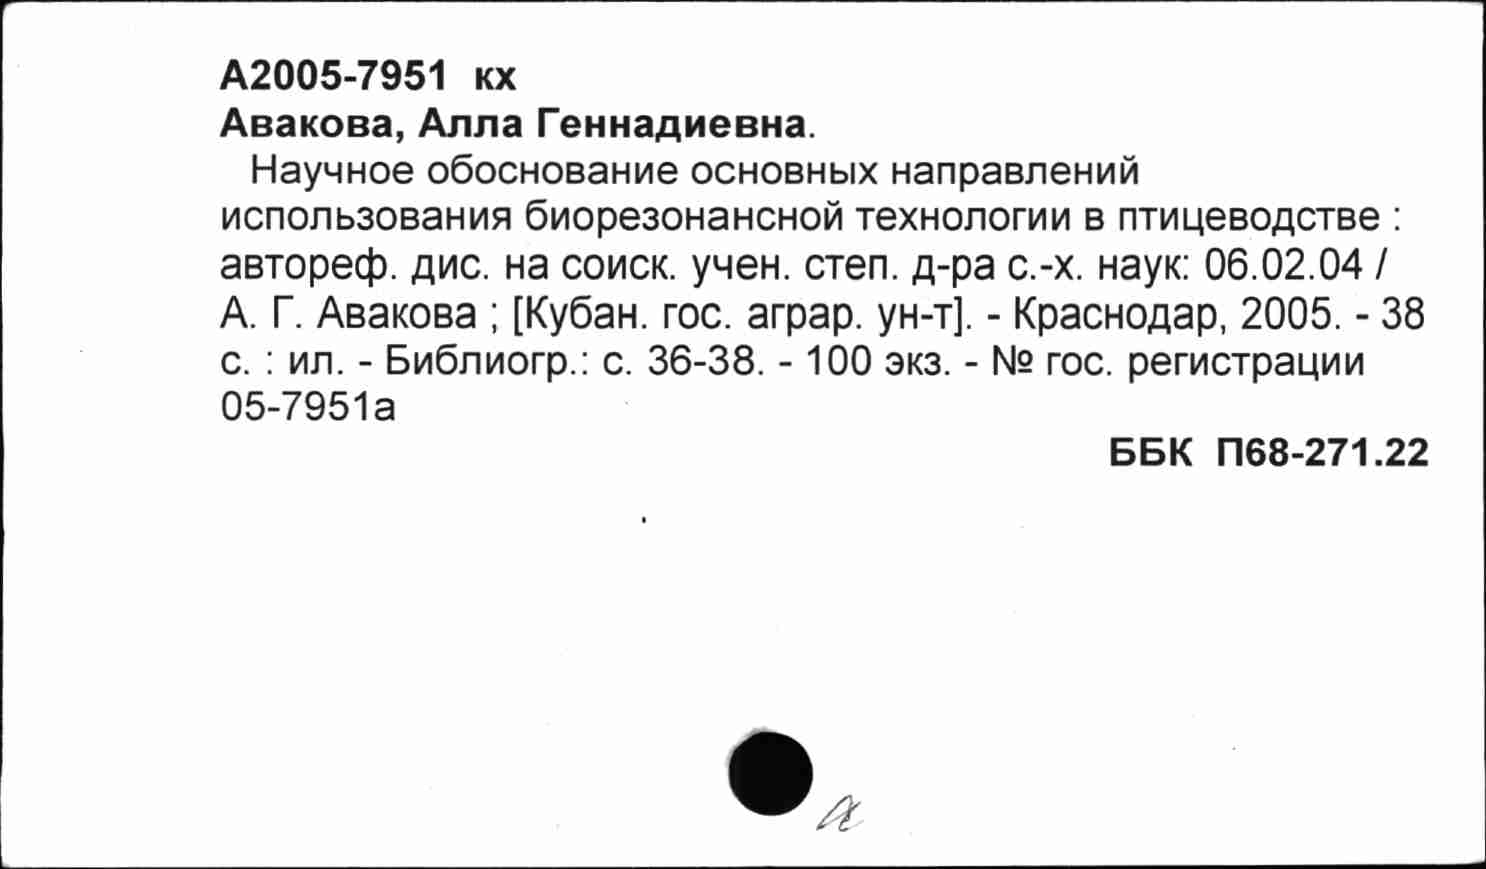 А2005-7951 кх
Авакова, Алла Геннадиевна.
Научное обоснование основных направлений
использования биорезонансной технологии в птицеводстве :
автореф. дис. на соиск. учен. степ. д-ра с.-х. наук: 06.02.04 /
А. Г. Авакова ; [Кубан. гос. аграр. ун-т]. - Краснодар, 2005. - 38
с. : ил. - Библиогр.: с. 36-38. - 100 экз. - № гос. регистрации
05-7951а
ББК П68-271.22